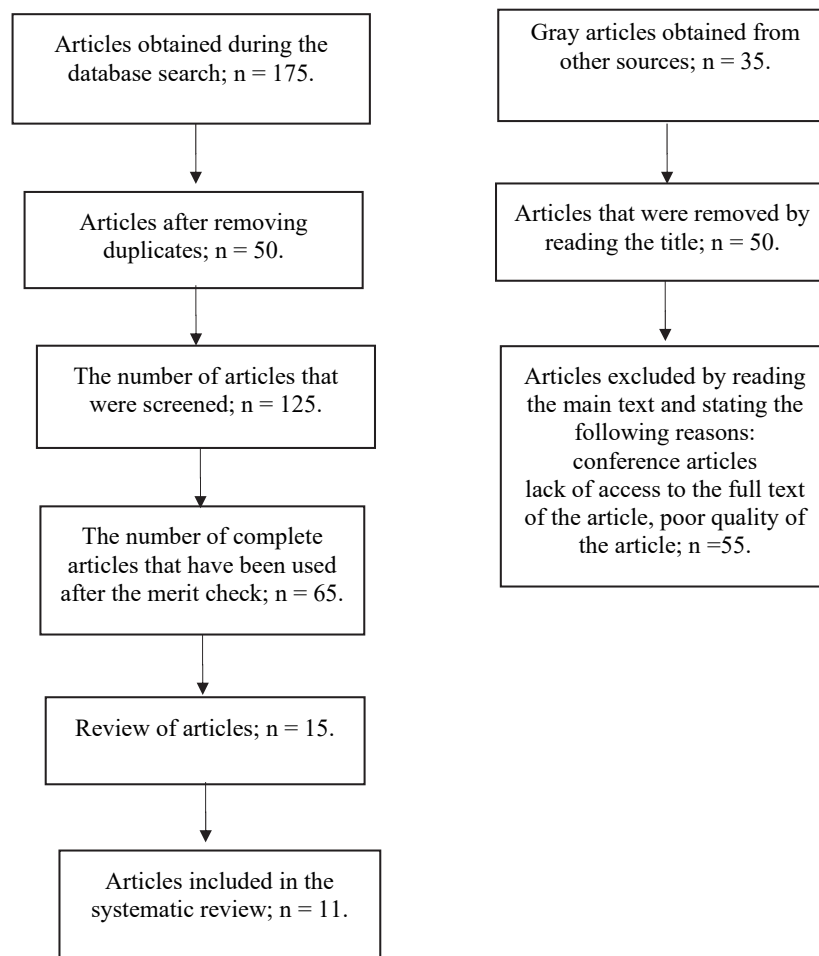 Articles obtained during the
database search; n = 175.
Articles after removing
duplicates; n = 50.
The number of articles that
were screened; n = 125.
The number of complete
articles that have been used
after the merit check; n = 65.
Review of articles; n = 15.
Articles included in the
systematic review; n = 11.
Gray articles obtained from
other sources; n = 35.
Articles that were removed by
reading the title; n = 50.
Articles excluded by reading
the main text and stating the
following reasons:
conference articles
lack of access to the full text
of the article, poor quality of
the article; n =55.